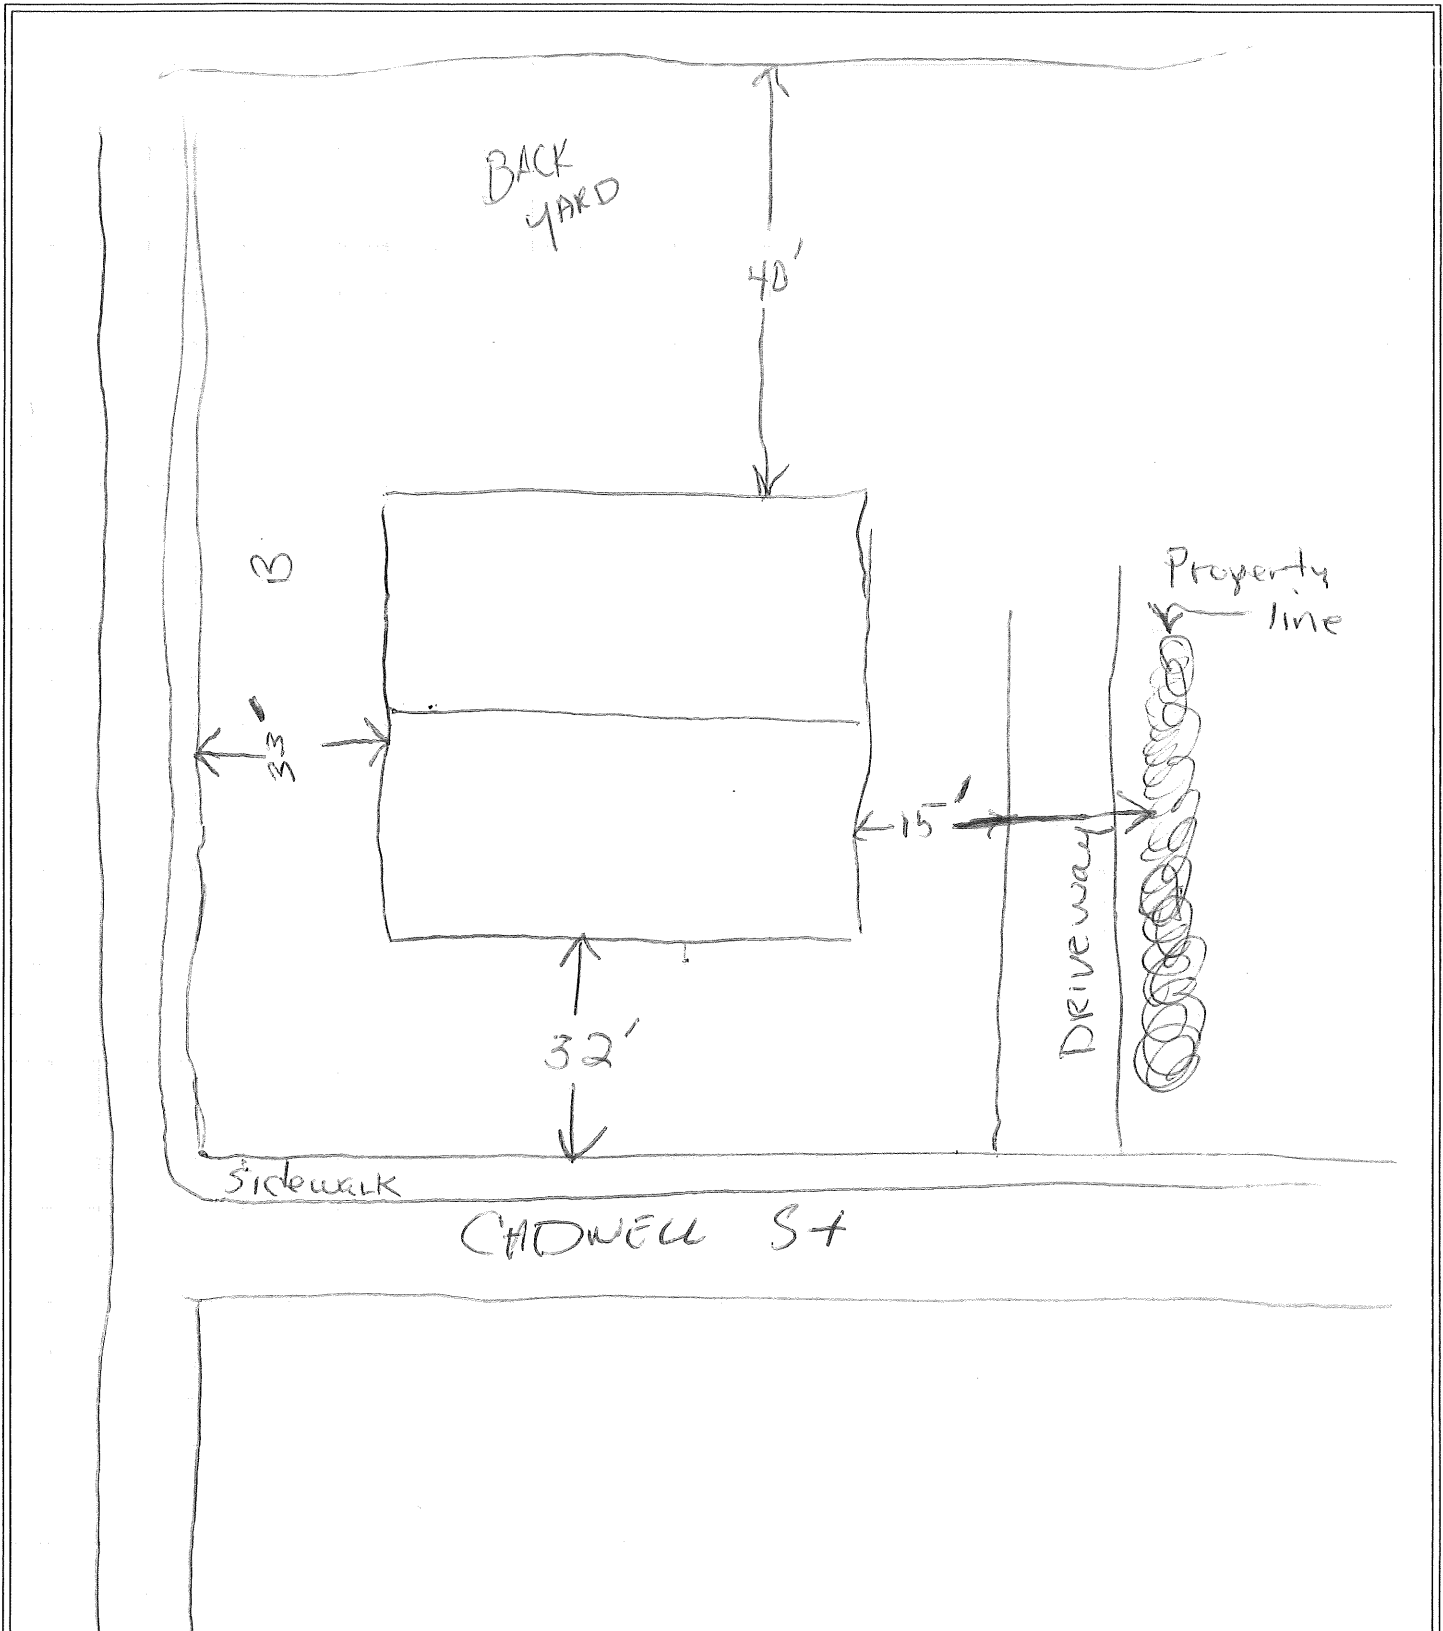 BACK
YARD
40'
B
Property
line
33'
15'
DRiveway
32'
Sidewalk
CADWELL St